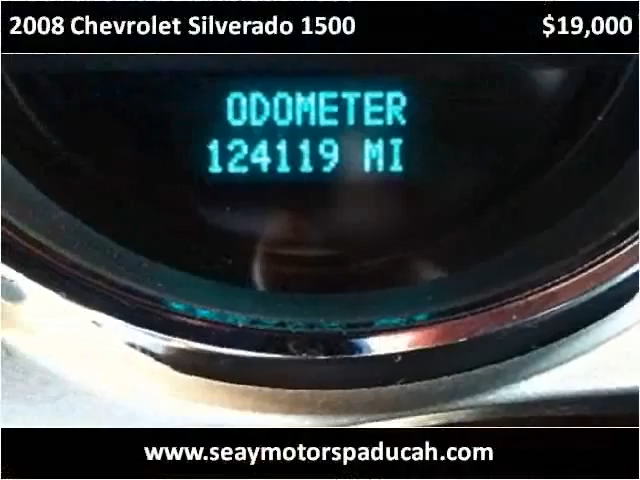 2008 Chevrolet Silverado 1500 $19,000
ODOMETER
124119 MI
www.seaymotorspaducah.com